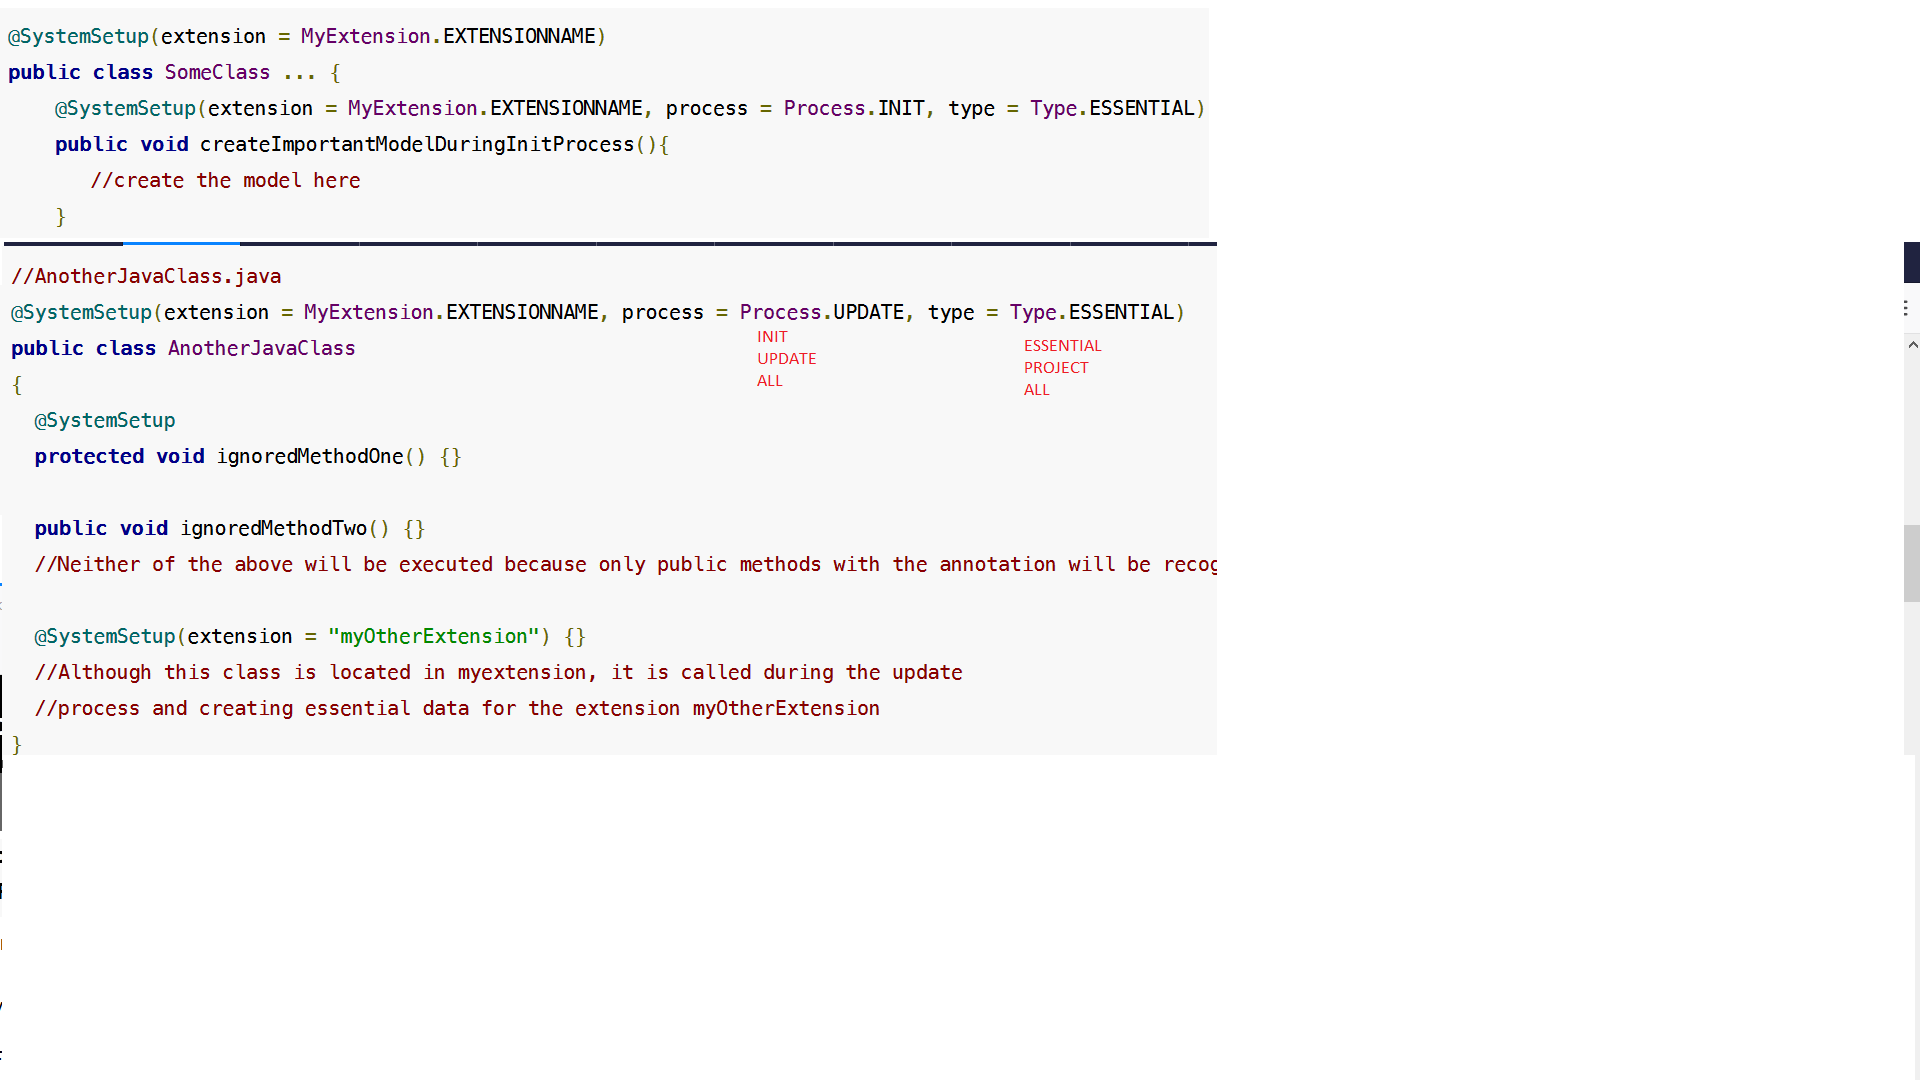 @SystemSetup(extension = MyExtension.EXTENSIONNAME)
public class SomeClass ... {
@SystemSetup(extension = MyExtension.EXTENSIONNAME, process = Process.INIT, type = Type.ESSENTIAL)
public void createImportantModelDuringInitProcess(){
//create the model here
}
//AnotherJavaClass.java
@SystemSetup(extension = MyExtension.EXTENSIONNAME, process = Process.UPDATE, type = Type.ESSENTIAL)
INIT
UPDATE
ALL
ESSENTIAL
PROJECT
ALL
public class AnotherJavaClass
{
@SystemSetup
protected void ignoredMethodOne() {}
public void ignoredMethodTwo() {}
//Neither of the above will be executed because only public methods with the annotation will be
@SystemSetup(extension = "myOtherExtension") {}
//Although this class is located in myextension, it is called during the update
//process and creating essential data for the extension myOtherExtension
}